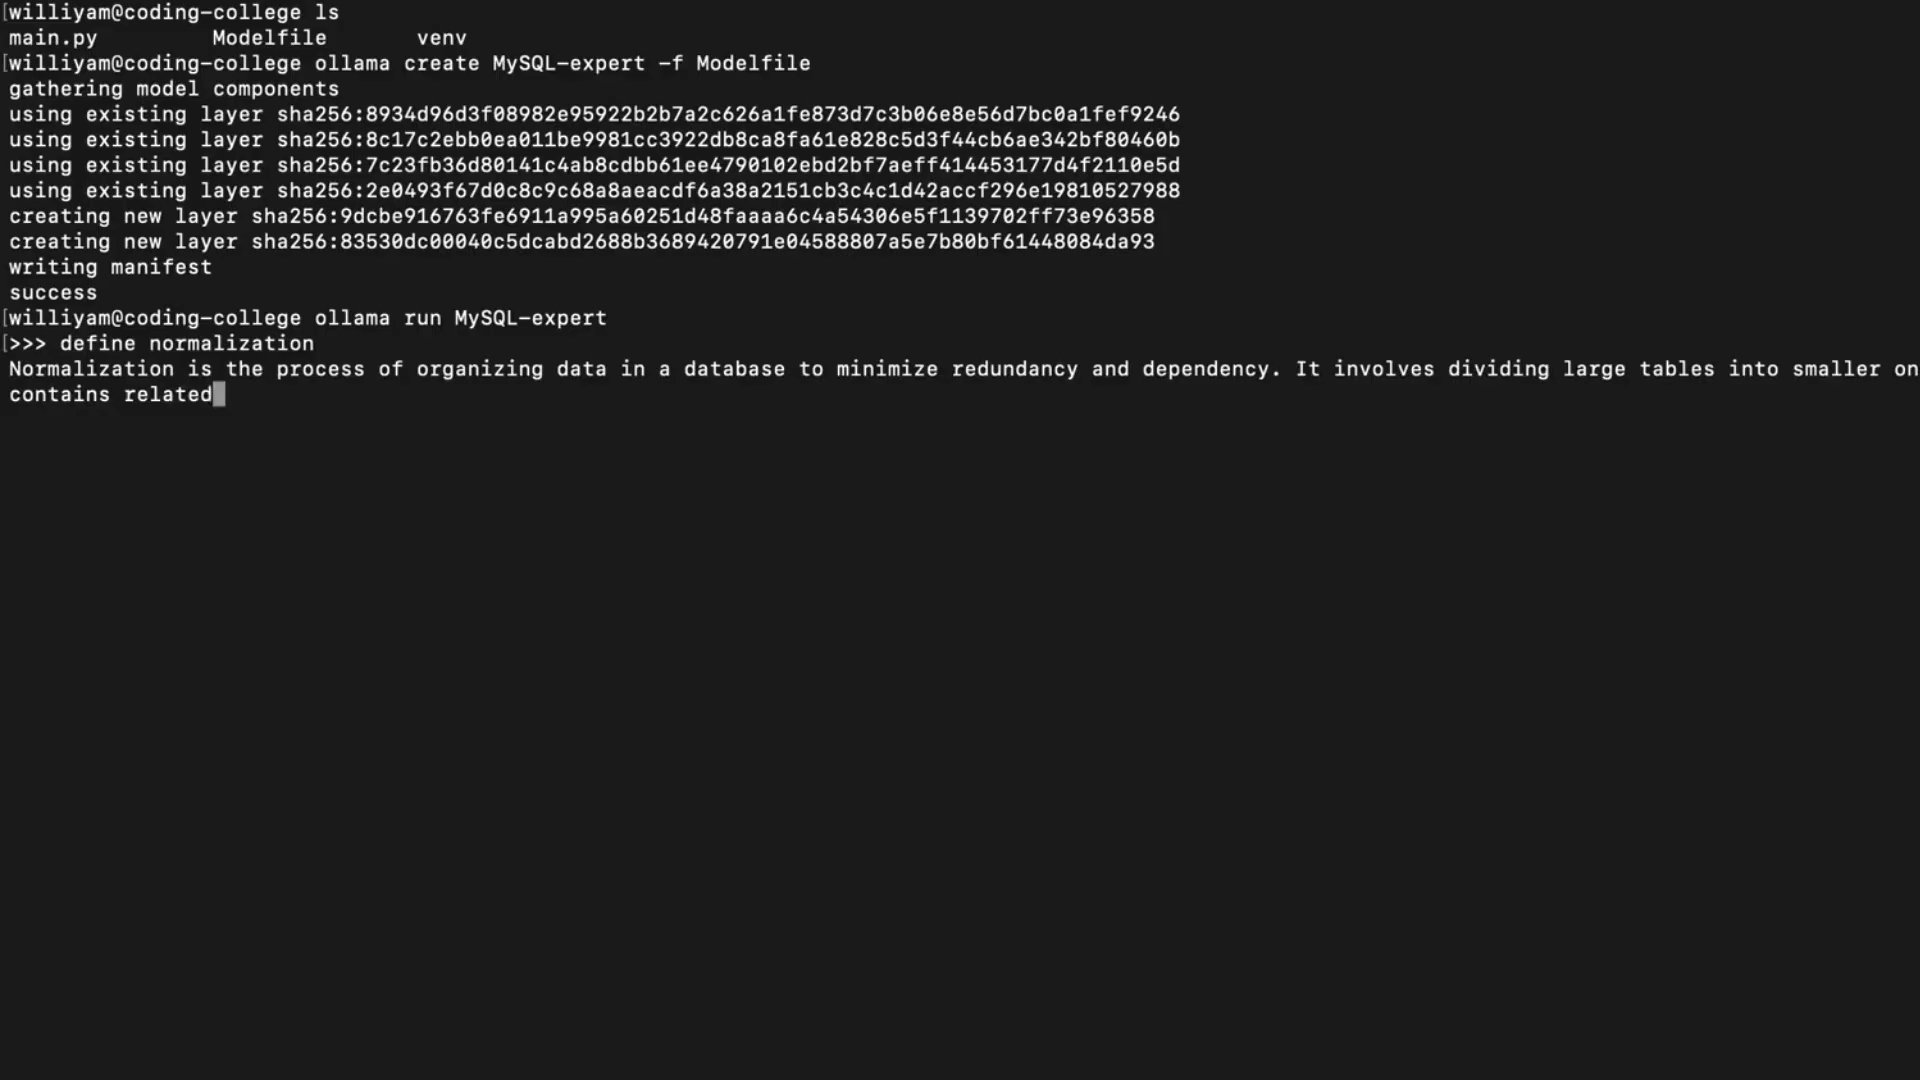 [williyam@coding-college ls
main.py Modelfile venv
[williyam@coding-college ollama create MySQL-expert -f Modelfile
gathering model components
using existing layer sha256:8934d96d3f08982e95922b2b7a2c626a1fe873d7c3b06e8e56d7bc0a1fef9246
using existing layer sha256:8c17c2ebb0ea011be9981cc3922db8ca8fa61e828c5d3f44cb6ae342bf80460b
using existing layer sha256:7c23fb36d80141c4ab8cdbb61ee4790102ebd2bf7aeff414453177d4f2110e5d
using existing layer sha256:2e0493f67d0c8c9c68a8aeacdf6a38a2151cb3c4c1d42accf296e19810527988
creating new layer sha256:9dcbe916763fe6911a995a60251d48faaaa6c4a54306e5f1139702ff73e96358
creating new layer sha256:83530dc00040c5dcabd2688b3689420791e04588807a5e7b80bf61448084da93
writing manifest
success
[williyam@coding-college ollama run MySQL-expert
[>>> define normalization
Normalization is the process of organizing data in a database to minimize redundancy and dependency. It involves dividing large tables into smaller on
contains related